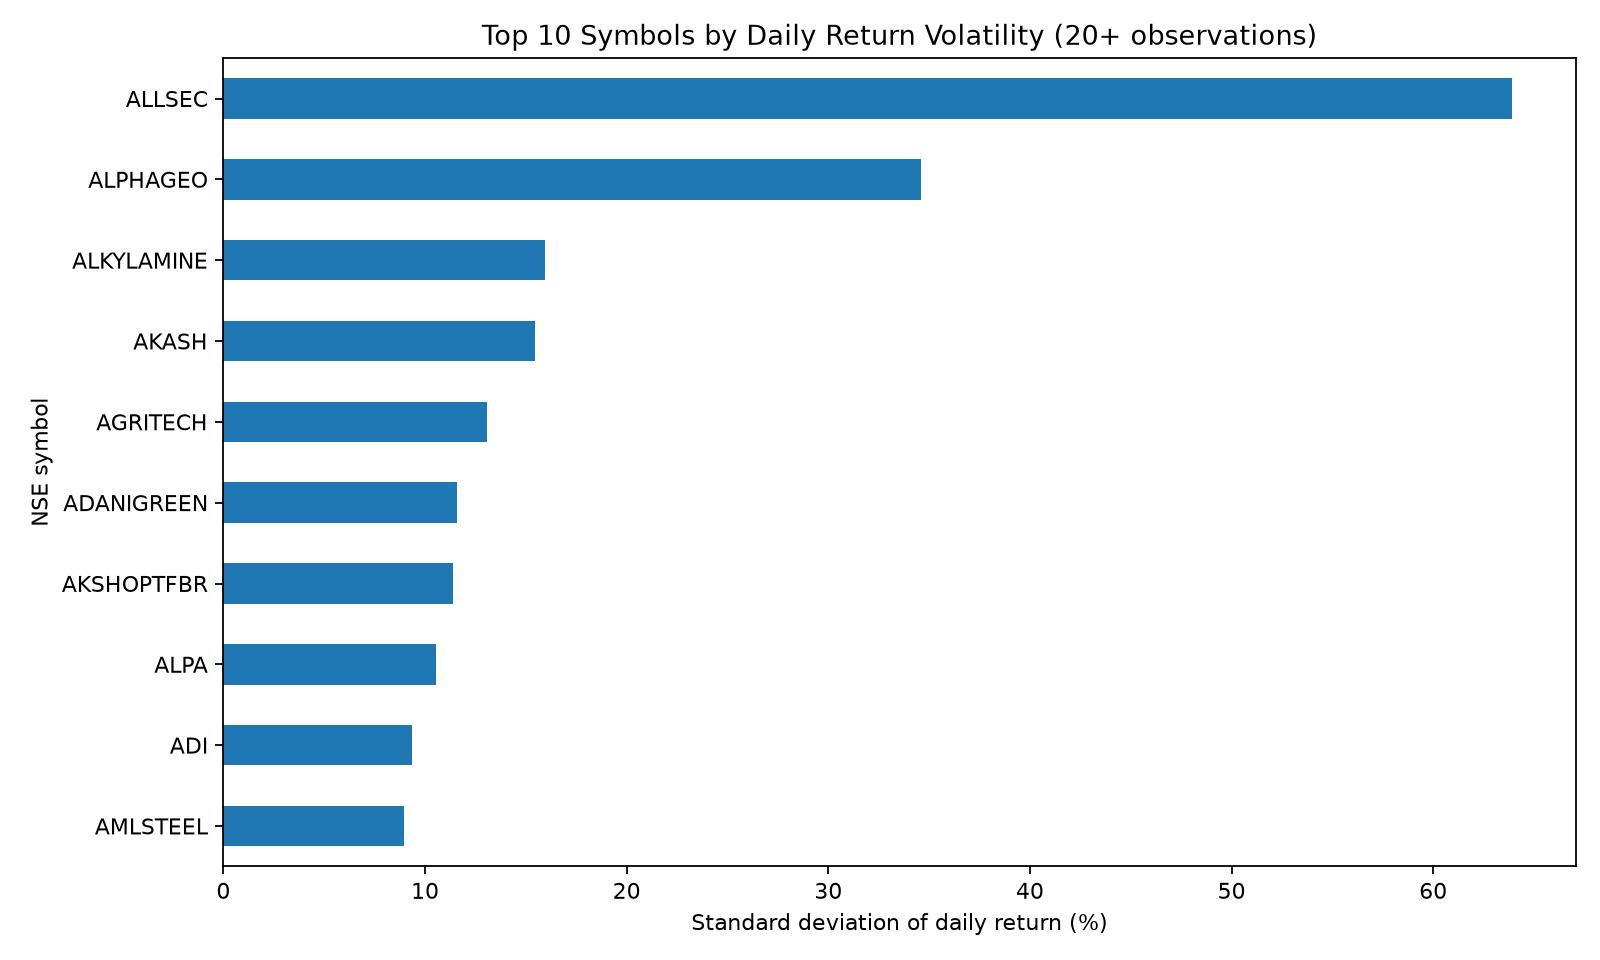 Top 10 Symbols by Daily Return Volatility (20+ observations)
NSE symbol
ALLSEC
ALPHAGEO
ALKYLAMINE
AKASH
AGRITECH
ADANIGREEN
AKSHOPTFBR
ALPA
ADI
AMLSTEEL
0 10 20 30 40 50 60
Standard deviation of daily return (%)